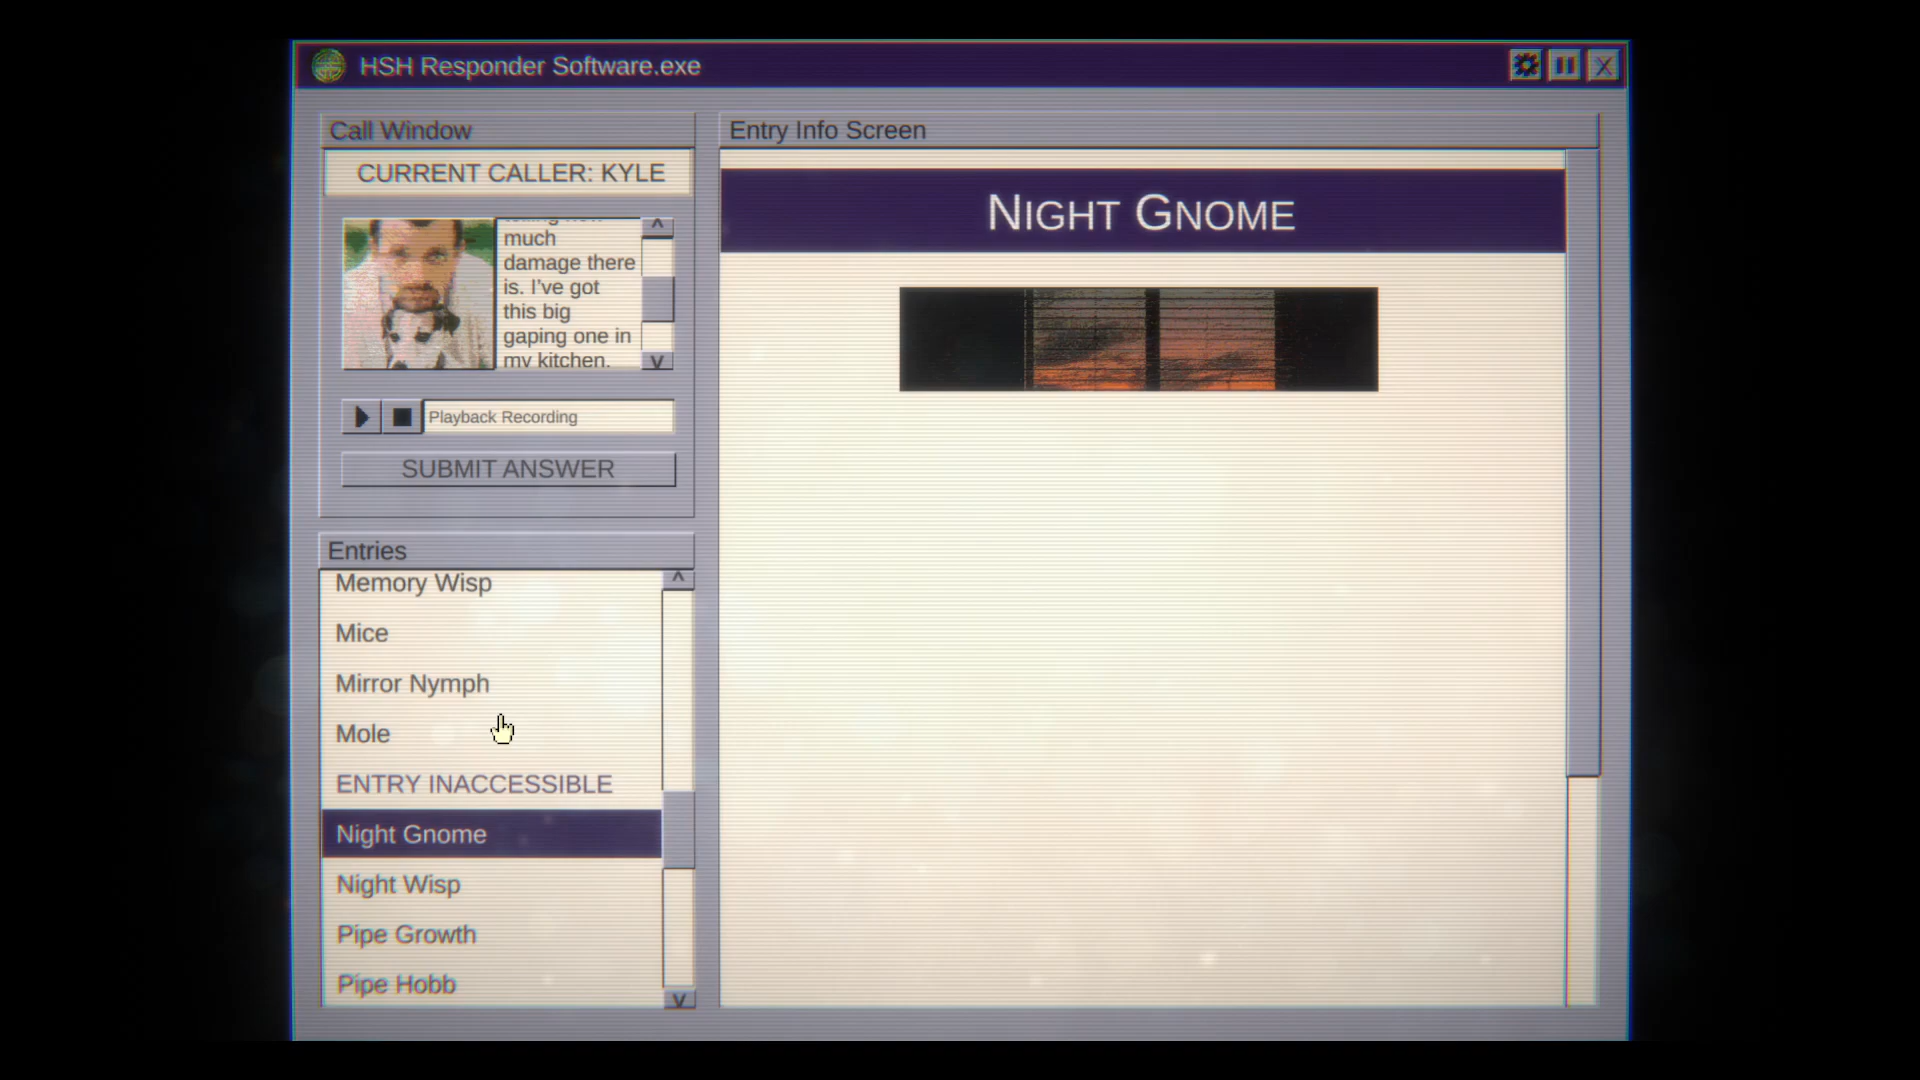 HSH Responder Software.exe
Call Window
CURRENT CALLER: KYLE
much
damage there
is. I've got
this big
gaping one in
my kitchen.
Playback Recording
SUBMIT ANSWER
Entries
Memory Wisp
Mice
Mirror Nymph
Mole
ENTRY INACCESSIBLE
Night Gnome
Night Wisp
Pipe Growth
Pipe Hobb
Entry Info Screen
NIGHT GNOME